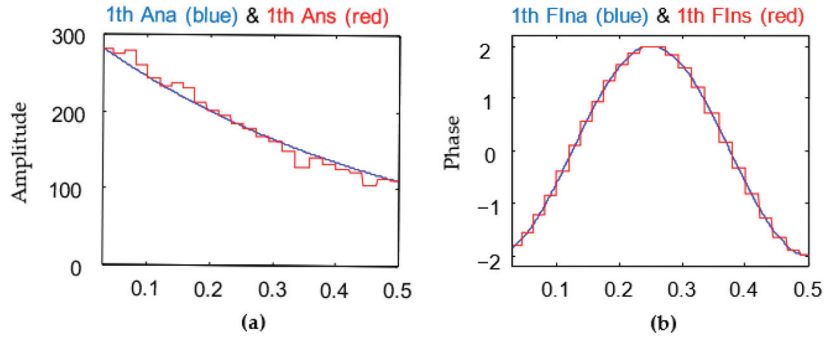 1th Ana (blue) & 1th Ans (red)
300
200
100
0
Amplitude
0.1 0.2 0.3 0.4 0.5
(a)
1th FIna (blue) & 1th FIns (red)
2
1
0
−1
−2
Phase
0.1 0.2 0.3 0.4 0.5
(b)